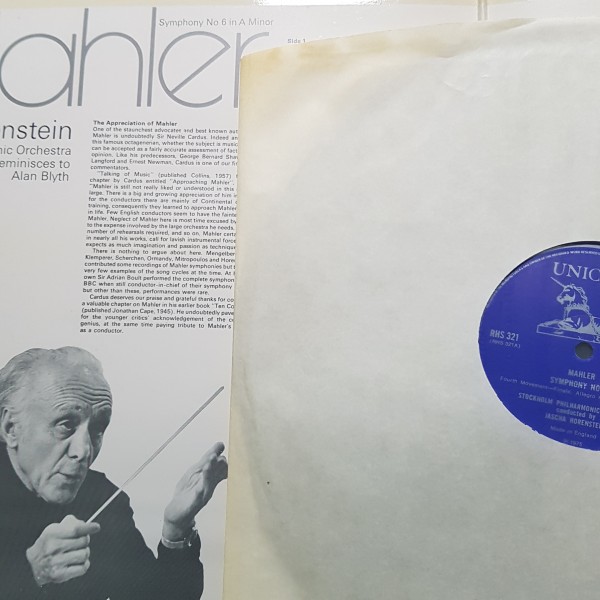 Symphony No 6 in A Minor
Side 1
ahler
nstein
nic Orchestra
eminisces to
Alan Blyth
The Appreciation of Mahler
One of the staunchest advocates and best known aut
Mahler is undoubtedly Sir Neville Cardus. Indeed an
this famous octagenerian, whether the subject is music
can be accepted as a fairly accurate assessment of fact
opinion. Like his predecessors, George Bernard Shaw
Langford and Ernest Newman, Cardus is one of our fi
commentators.
"Talking of Music" (published Collins, 1957)
chapter by Cardus entitled "Approaching Mahler",
"Mahler is still not really liked or understood in this
large. There is a big and growing appreciation of him
for the conductors there are mainly of Continental
training, consequently they learned to approach Mahler
in life. Few English conductors seem to have the fainte
Mahler. Neglect of Mahler here is most time excused by
to the expense involved by the large orchestra he needs,
number of rehearsals required, and so on. Mahler certa
in nearly all his works, call for lavish instrumental force
expects as much imagination and passion as technique
There is nothing to argue about here. Mengelber
Klemperer, Scherchen, Ormandy, Mitropoulos and Hore
contributed some recordings of Mahler symphonies but
very few examples of the song cycles at the time. At
own Sir Adrian Boult performed the complete symphon
BBC when still conductor-in-chief of their symphony
but other than these, performances were rare.
Cardus deserves our praise and grateful thanks for co
a valuable chapter on Mahler in his earlier book "Ten Co
(published Jonathan Cape, 1945). He undoubtedly paved
for the younger critics' acknowledgement of the c
genius, at the same time paying tribute to Mahler's
as a conductor.
UNIC
RHS 321
(RHS 321 B)
MAHLER
SYMPHONY NO
(Fourth Movement—Finale: Allegro
STOCKHOLM PHILHARMONIC
conducted by
JASCHA HORENSTE
Made in England
℗ 1975